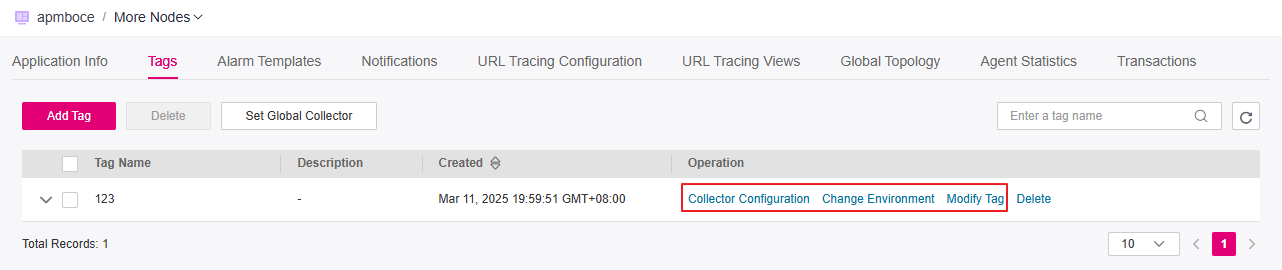 apmboce / More Nodes
Application Info Tags Alarm Templates Notifications URL Tracing Configuration URL Tracing Views Global Topology Agent Statistics Transactions
Add Tag Delete Set Global Collector Enter a tag name
Tag Name Description Created Operation
123 - Mar 11, 2025 19:59:51 GMT+08:00 Collector Configuration Change Environment Modify Tag Delete
Total Records: 1 10 1